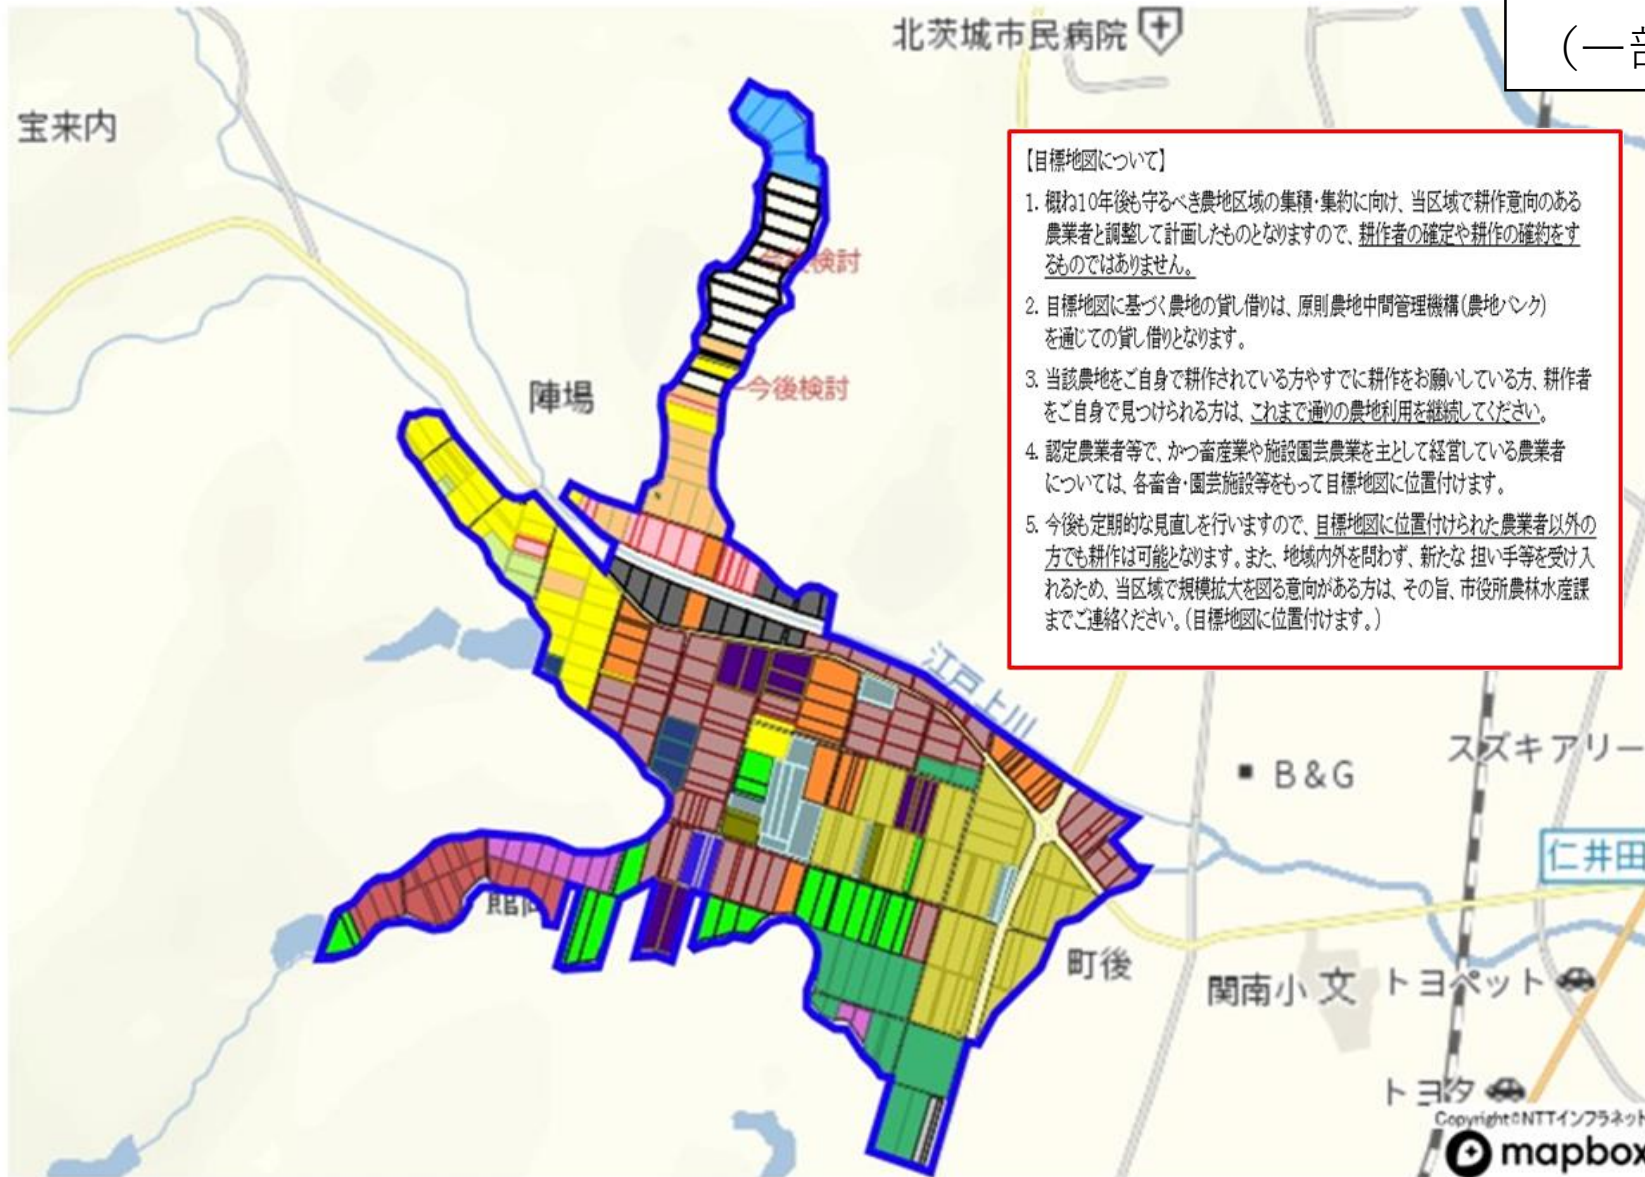 北茨城市民病院
(一部
宝来内
【目標地図について】
1. 概ね10年後も守るべき農地区域の集積・集約に向け、当区域で耕作意向のある
農業者と調整して計画したものとなりますので、耕作者の確定や耕作の確約をす
るものではありません。
2. 目標地図に基づく農地の貸し借りは、原則農地中間管理機構(農地バンク)
を通じての貸し借りとなります。
3. 当該農地をご自身で耕作されている方やすでに耕作をお願いしている方、耕作者
をご自身で見つけられる方は、これまで通りの農地利用を継続してください。
4. 認定農業者等で、かつ畜産業や施設園芸農業を主として経営している農業者
については、各畜舎・園芸施設等をもって目標地図に位置付けます。
5. 今後も定期的な見直しを行いますので、目標地図に位置付けられた農業者以外の
方でも耕作は可能となります。また、地域内外を問わず、新たな 担い手等を受け入
れるため、当区域で規模拡大を図る意向がある方は、その旨、市役所農林水産課
までご連絡ください。(目標地図に位置付けます。)
今後検討
今後検討
陣場
江戸上川
スズキアリー
B&G
仁井田
町後
関南小 文
トヨペット
トヨタ
Copyright©NTTインフラネット
mapbox